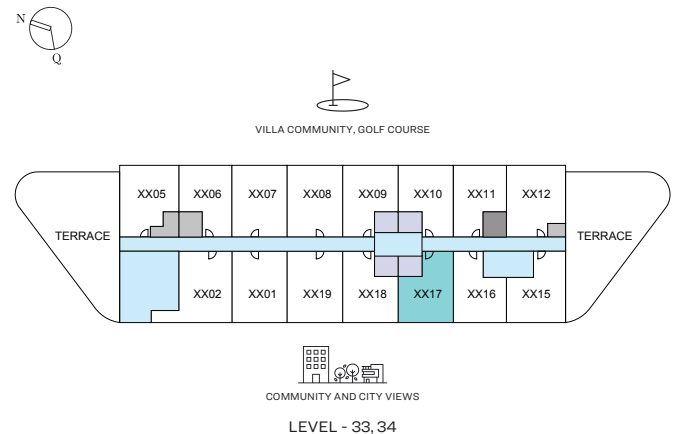 N
Q
VILLA COMMUNITY, GOLF COURSE
XX05 XX06 XX07 XX08 XX09 XX10 XX11 XX12
TERRACE TERRACE
XX02 XX01 XX19 XX18 XX17 XX16 XX15
COMMUNITY AND CITY VIEWS
LEVEL - 33, 34